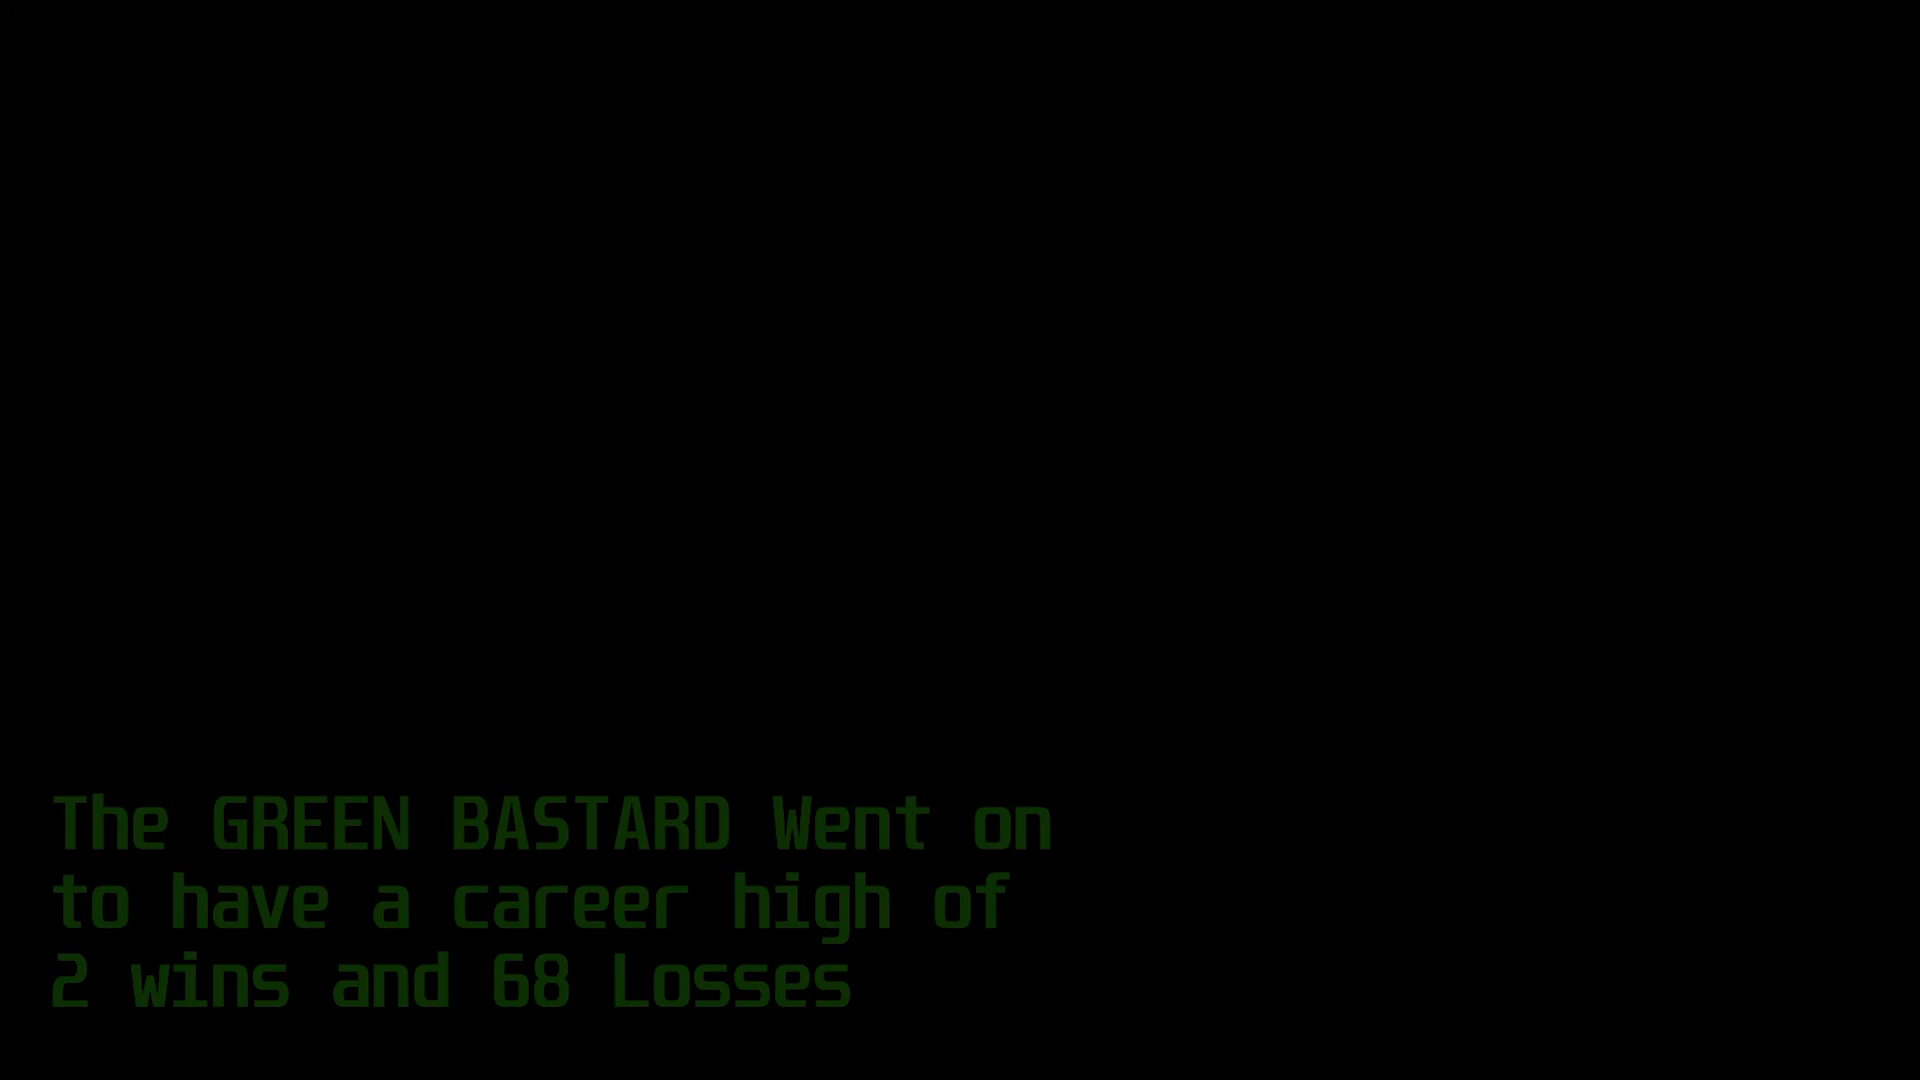 The GREEN BASTARD Went on
to have a career high of
2 wins and 68 Losses